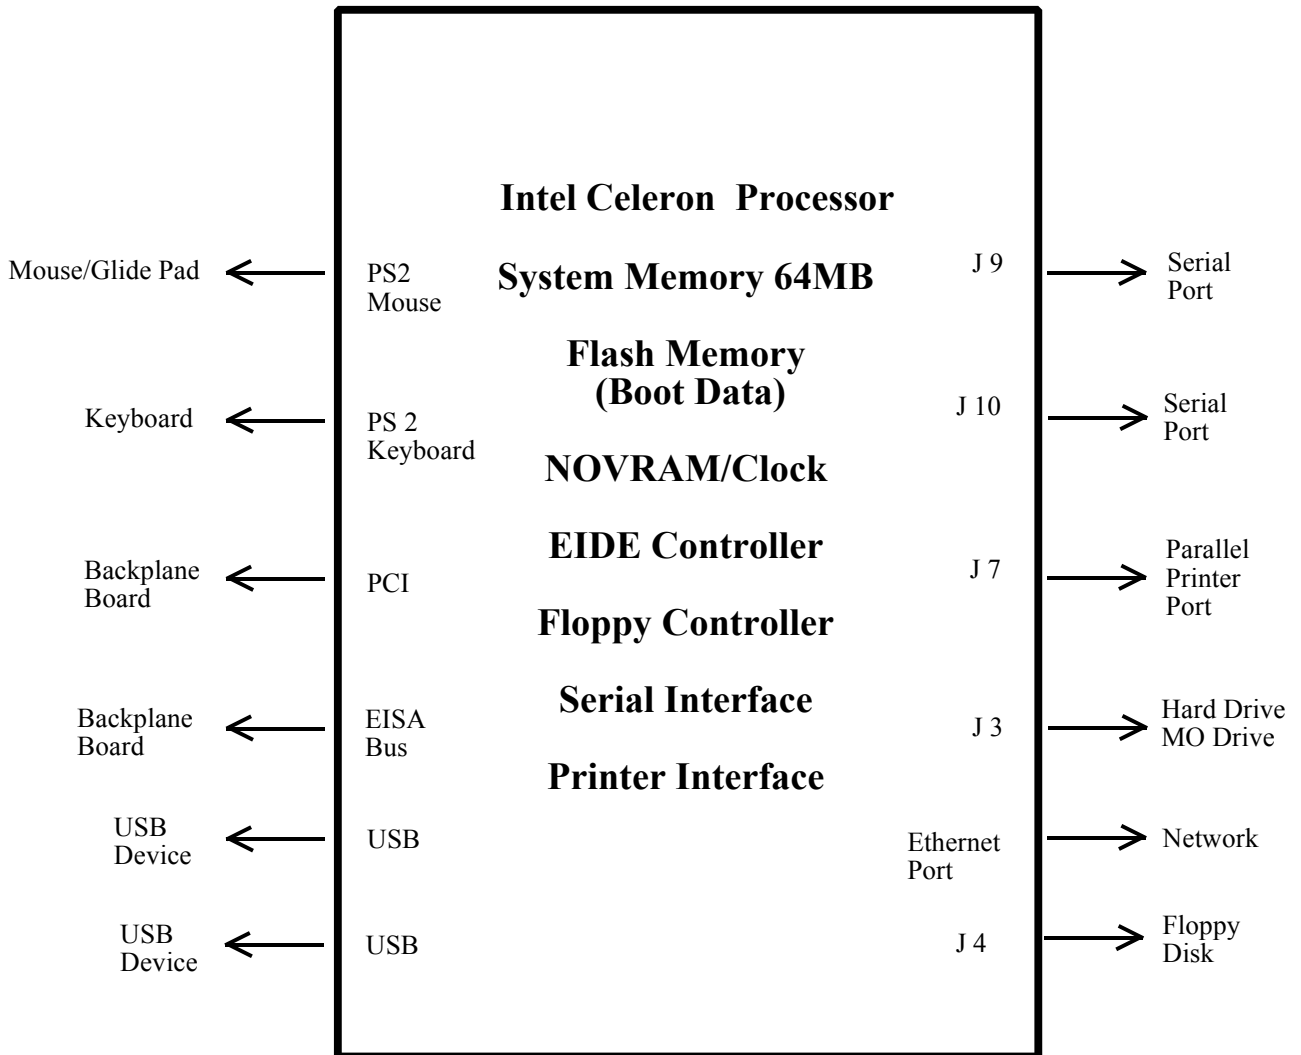 Intel Celeron  Processor
Mouse/Glide Pad
PS2
Mouse
System Memory 64MB
J 9
Serial
Port
Flash Memory
(Boot Data)
Keyboard
PS 2
Keyboard
J 10
Serial
Port
NOVRAM/Clock
EIDE Controller
Backplane
Board
PCI
J 7
Parallel
Printer
Port
Floppy Controller
Serial Interface
Backplane
Board
EISA
Bus
J 3
Hard Drive
MO Drive
Printer Interface
USB
Device
USB
Ethernet
Port
Network
USB
Device
USB
J 4
Floppy
Disk